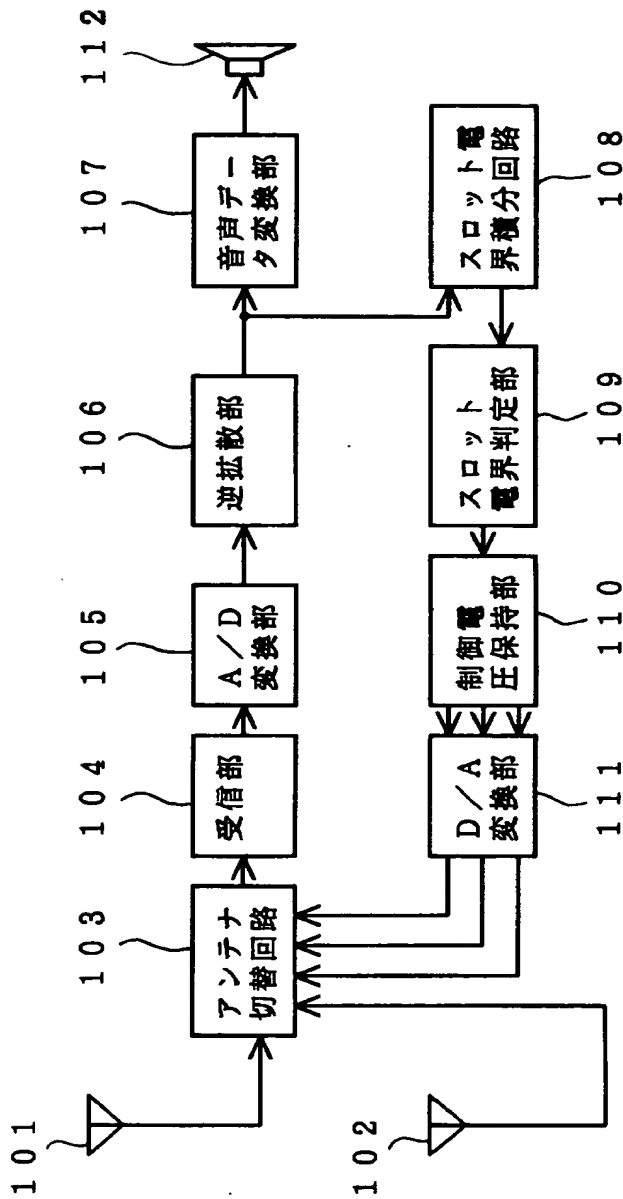 101
102
103
アンテナ
切替回路
104
受信部
105
A/D
変換部
106
逆拡散部
107
音声デー
タ変換部
112
108
スロット電
界積分回路
109
スロット
電界判定部
110
制御電
圧保持部
111
D/A
変換部